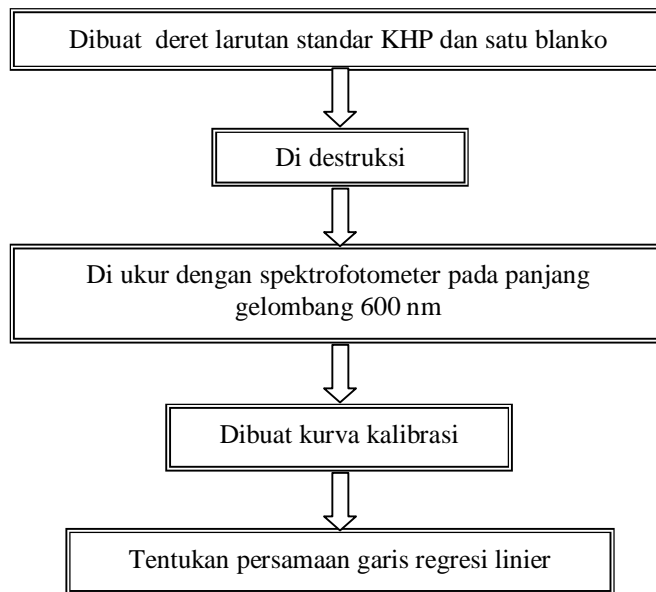 Dibuat deret larutan standar KHP dan satu blanko
Di destruksi
Di ukur dengan spektrofotometer pada panjang
gelombang 600 nm
Dibuat kurva kalibrasi
Tentukan persamaan garis regresi linier